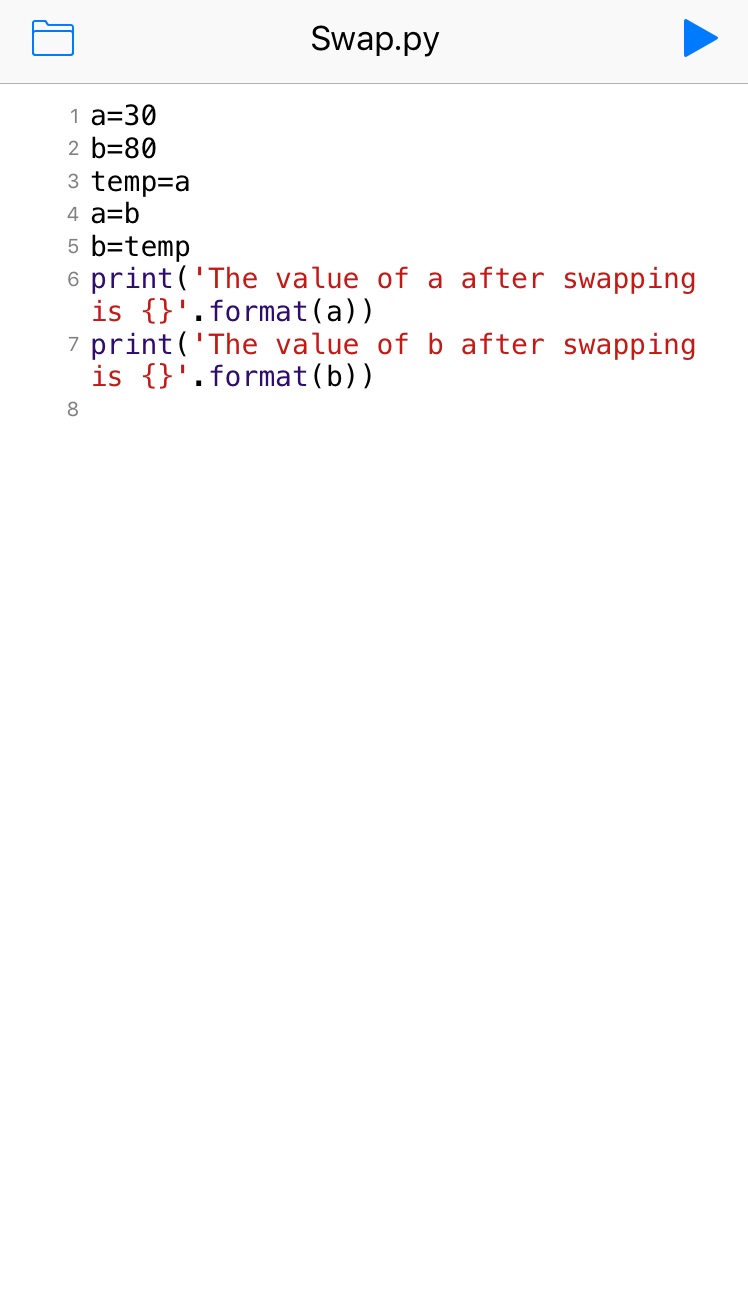 Swap.py
1 a=30
2 b=80
3 temp=a
4 a=b
5 b=temp
6 print('The value of a after swapping
is {}'.format(a))
7 print('The value of b after swapping
is {}'.format(b))
8